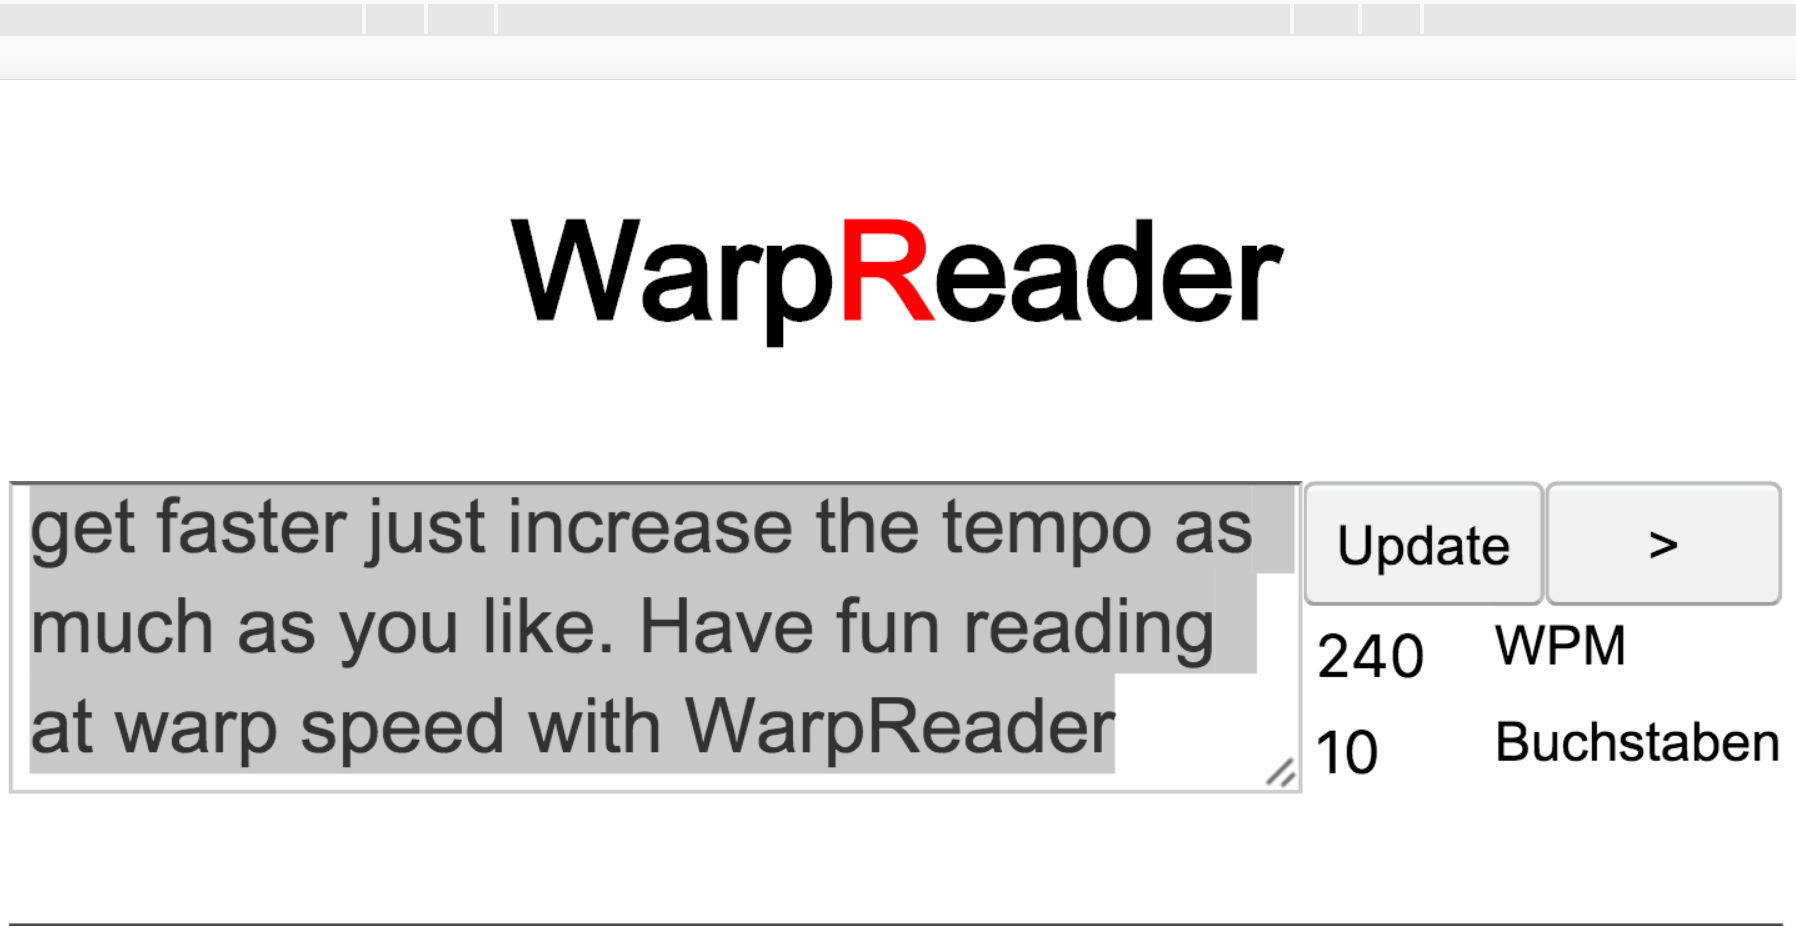 WarpReader
get faster just increase the tempo as
much as you like. Have fun reading
at warp speed with WarpReader
Update
>
240 WPM
10 Buchstaben